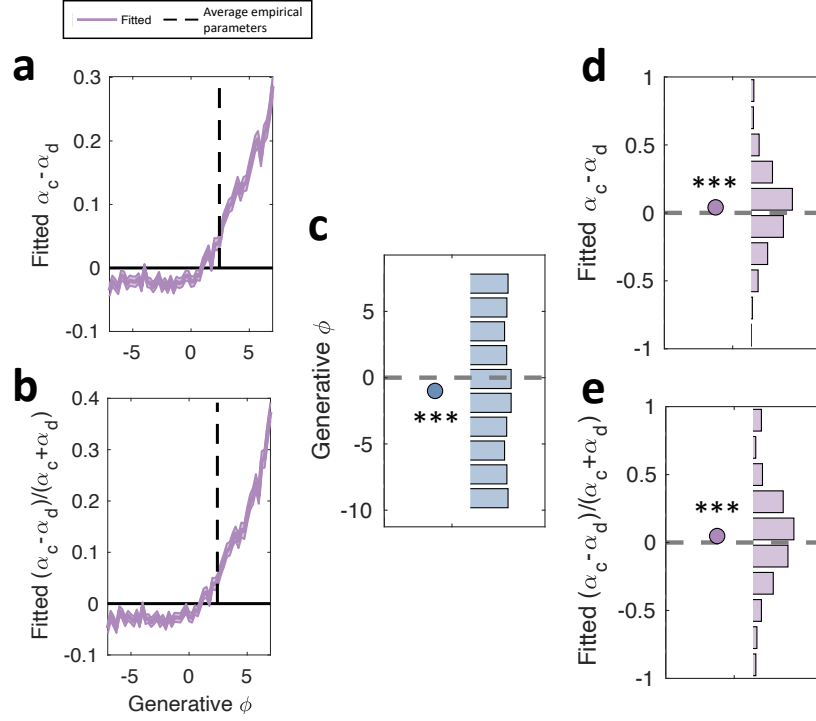 Fitted
Average empirical
parameters
a
0.3
0.2
0.1
0
-0.1
Fitted α_c-α_d
-5
0
5
b
0.4
0.3
0.2
0.1
0
-0.1
Fitted (α_c-α_d)/(α_c+α_d)
-5
0
5
Generative ϕ
c
5
0
-5
-10
Generative ϕ
***
d
1
0.5
0
-0.5
-1
Fitted α_c-α_d
***
e
1
0.5
0
-0.5
-1
Fitted (α_c-α_d)/(α_c+α_d)
***